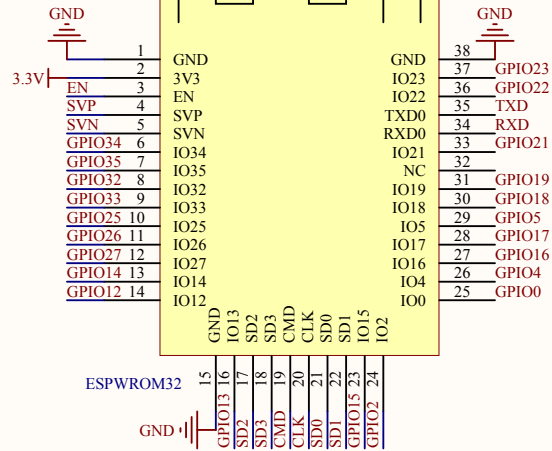 GND GND
1 GND GND 38
3.3V 2 3V3 IO23 37 GPIO23
EN 3 EN IO22 36 GPIO22
SVP 4 SVP TXD0 35 TXD
SVN 5 SVN RXD0 34 RXD
GPIO34 6 IO34 IO21 33 GPIO21
GPIO35 7 IO35 NC 32
GPIO32 8 IO32 IO19 31 GPIO19
GPIO33 9 IO33 IO18 30 GPIO18
GPIO25 10 IO25 IO5 29 GPIO5
GPIO26 11 IO26 IO17 28 GPIO17
GPIO27 12 IO27 IO16 27 GPIO16
GPIO14 13 IO14 IO4 26 GPIO4
GPIO12 14 IO12 IO0 25 GPIO0
GND IO13 SD2 SD3 CMD CLK SD0 SD1 IO15 IO2
ESPWROM32
15 16 17 18 19 20 21 22 23 24
GND
GPIO13 SD2 SD3 CMD CLK SD0 SD1 GPIO15 GPIO2